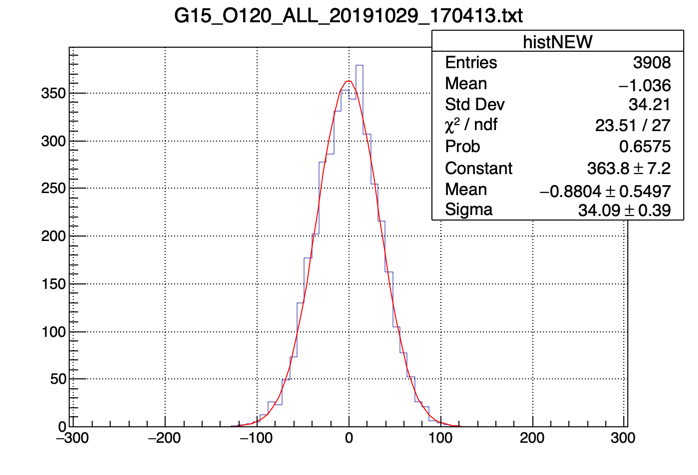 G15_O120_ALL_20191029_170413.txt
histNEW
Entries 3908
Mean −1.036
Std Dev 34.21
χ² / ndf 23.51 / 27
Prob 0.6575
Constant 363.8 ± 7.2
Mean −0.8804 ± 0.5497
Sigma 34.09 ± 0.39
350
300
250
200
150
100
50
0
−300 −200 −100 0 100 200 300